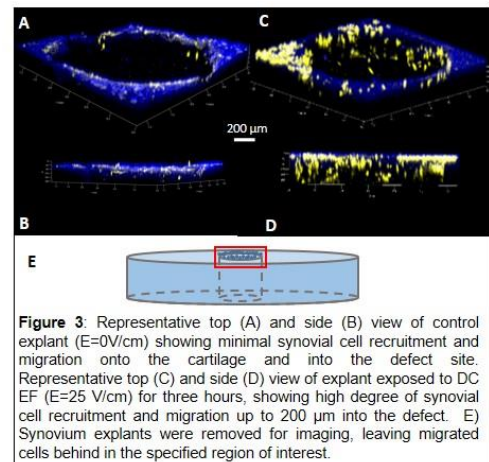 A
C
200 µm
B
D
E
Figure 3: Representative top (A) and side (B) view of control
explant (E=0V/cm) showing minimal synovial cell recruitment and
migration onto the cartilage and into the defect site.
Representative top (C) and side (D) view of explant exposed to DC
EF (E=25 V/cm) for three hours, showing high degree of synovial
cell recruitment and migration up to 200 µm into the defect. E)
Synovium explants were removed for imaging, leaving migrated
cells behind in the specified region of interest.